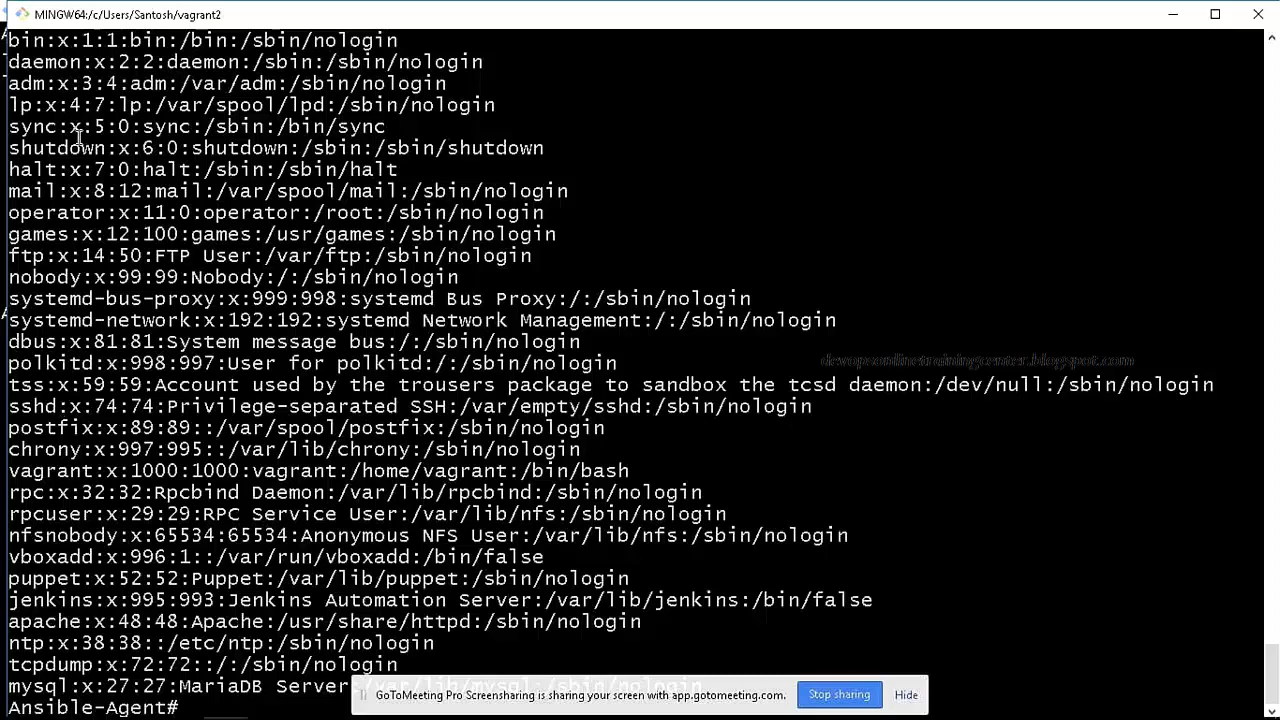 MINGW64:/c/Users/Santosh/vagrant2
bin:x:1:1:bin:/bin:/sbin/nologin
daemon:x:2:2:daemon:/sbin:/sbin/nologin
adm:x:3:4:adm:/var/adm:/sbin/nologin
lp:x:4:7:lp:/var/spool/lpd:/sbin/nologin
sync:x:5:0:sync:/sbin:/bin/sync
shutdown:x:6:0:shutdown:/sbin:/sbin/shutdown
halt:x:7:0:halt:/sbin:/sbin/halt
mail:x:8:12:mail:/var/spool/mail:/sbin/nologin
operator:x:11:0:operator:/root:/sbin/nologin
games:x:12:100:games:/usr/games:/sbin/nologin
ftp:x:14:50:FTP User:/var/ftp:/sbin/nologin
nobody:x:99:99:Nobody:/:/sbin/nologin
systemd-bus-proxy:x:999:998:systemd Bus Proxy:/:/sbin/nologin
systemd-network:x:192:192:systemd Network Management:/:/sbin/nologin
dbus:x:81:81:System message bus:/:/sbin/nologin
polkitd:x:998:997:User for polkitd:/:/sbin/nologin
devopsonlinetrainingcenter.blogspot.com
tss:x:59:59:Account used by the trousers package to sandbox the tcsd daemon:/dev/null:/sbin/nologin
sshd:x:74:74:Privilege-separated SSH:/var/empty/sshd:/sbin/nologin
postfix:x:89:89::/var/spool/postfix:/sbin/nologin
chrony:x:997:995::/var/lib/chrony:/sbin/nologin
vagrant:x:1000:1000:vagrant:/home/vagrant:/bin/bash
rpc:x:32:32:Rpcbind Daemon:/var/lib/rpcbind:/sbin/nologin
rpcuser:x:29:29:RPC Service User:/var/lib/nfs:/sbin/nologin
nfsnobody:x:65534:65534:Anonymous NFS User:/var/lib/nfs:/sbin/nologin
vboxadd:x:996:1::/var/run/vboxadd:/bin/false
puppet:x:52:52:Puppet:/var/lib/puppet:/sbin/nologin
jenkins:x:995:993:Jenkins Automation Server:/var/lib/jenkins:/bin/false
apache:x:48:48:Apache:/usr/share/httpd:/sbin/nologin
ntp:x:38:38::/etc/ntp:/sbin/nologin
tcpdump:x:72:72::/:/sbin/nologin
mysql:x:27:27:MariaDB Server:/var/lib/mysql:/sbin/nologin
GoToMeeting Pro Screensharing is sharing your screen with app.gotomeeting.com. Stop sharing Hide
Ansible-Agent#